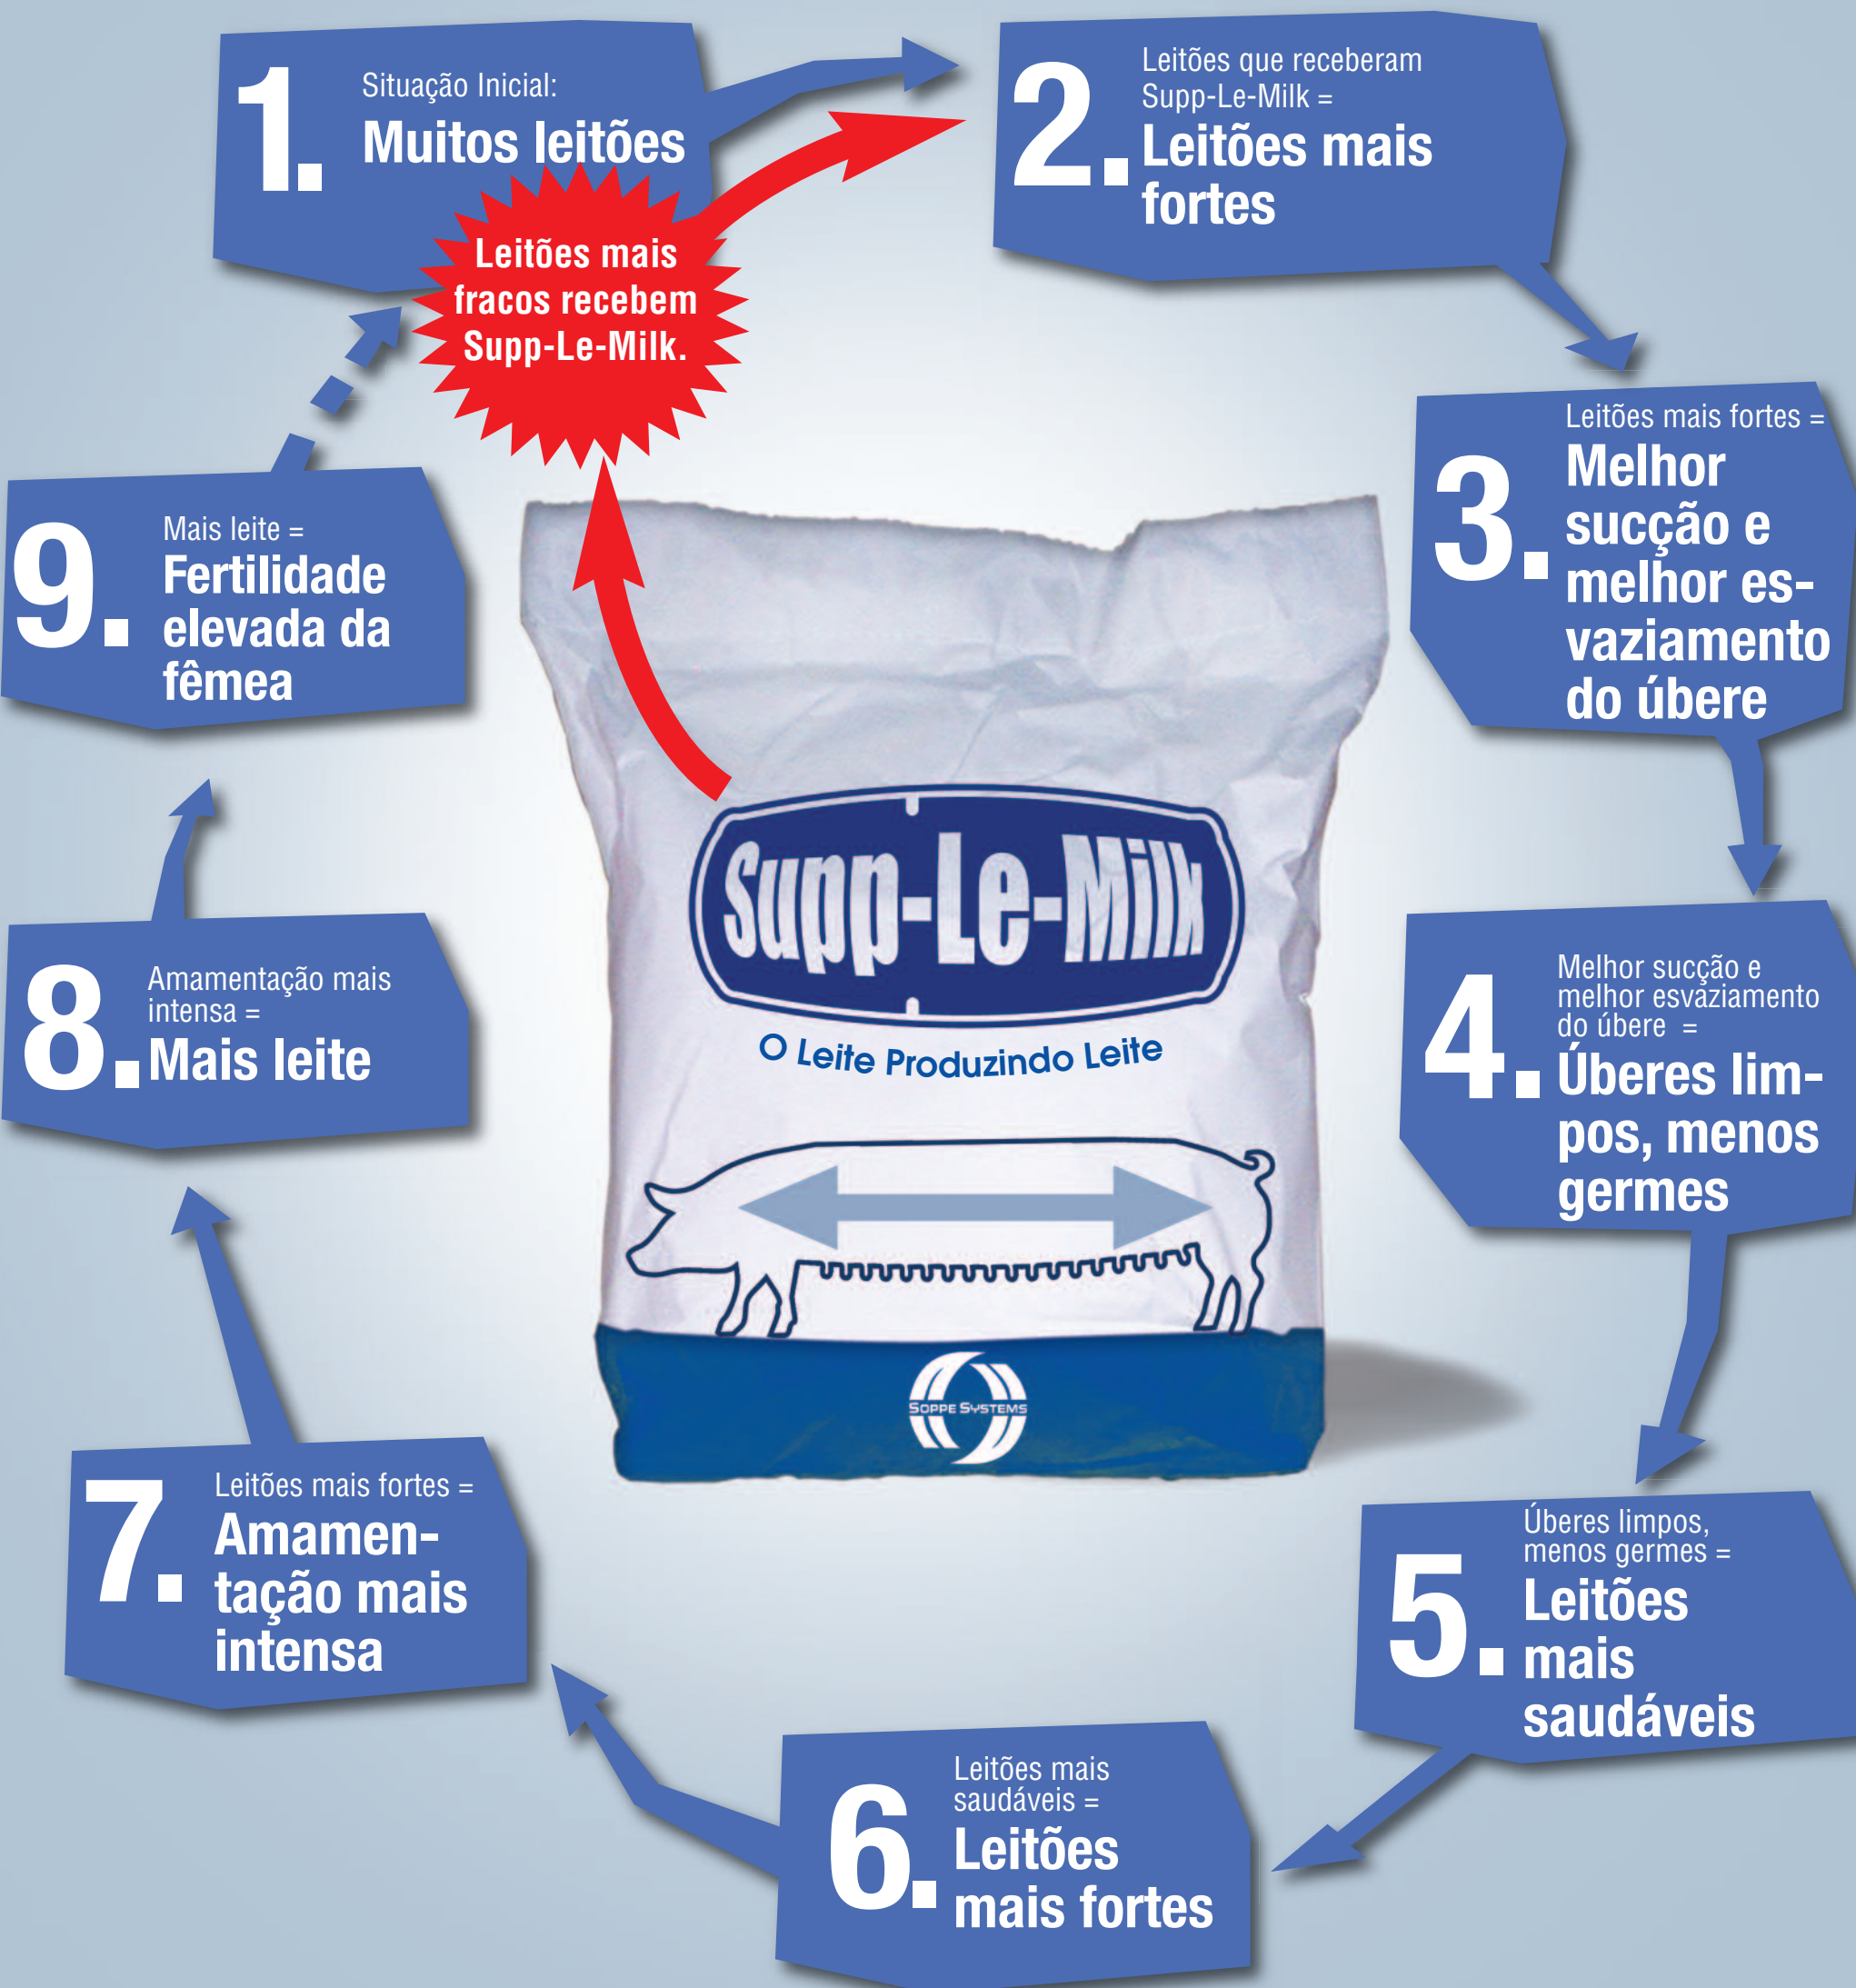 1.
Situação Inicial:
Muitos leitões
Leitões mais
fracos recebem
Supp-Le-Milk.
2.
Leitões que receberam
Supp-Le-Milk =
Leitões mais
fortes
3.
Leitões mais fortes =
Melhor
sucção e
melhor es-
vaziamento
do úbere
4.
Melhor sucção e
melhor esvaziamento
do úbere =
Úberes lim-
pos, menos
germes
5.
Úberes limpos,
menos germes =
Leitões
mais
saudáveis
6.
Leitões mais
saudáveis =
Leitões
mais fortes
7.
Leitões mais fortes =
Amamen-
tação mais
intensa
8.
Amamentação mais
intensa =
Mais leite
9.
Mais leite =
Fertilidade
elevada da
fêmea
Supp-Le-Milk
O Leite Produzindo Leite
SOPPE SYSTEMS